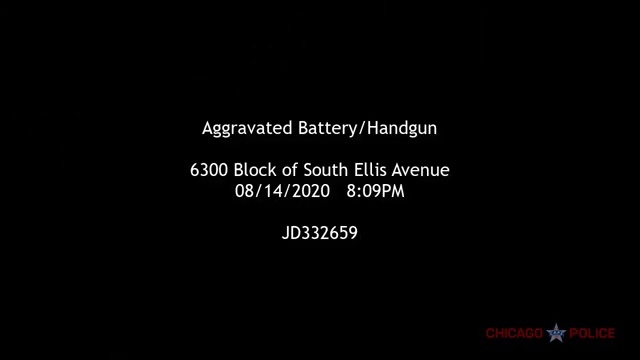 Aggravated Battery/Handgun
6300 Block of South Ellis Avenue
08/14/2020 8:09PM
JD332659
CHICAGO POLICE